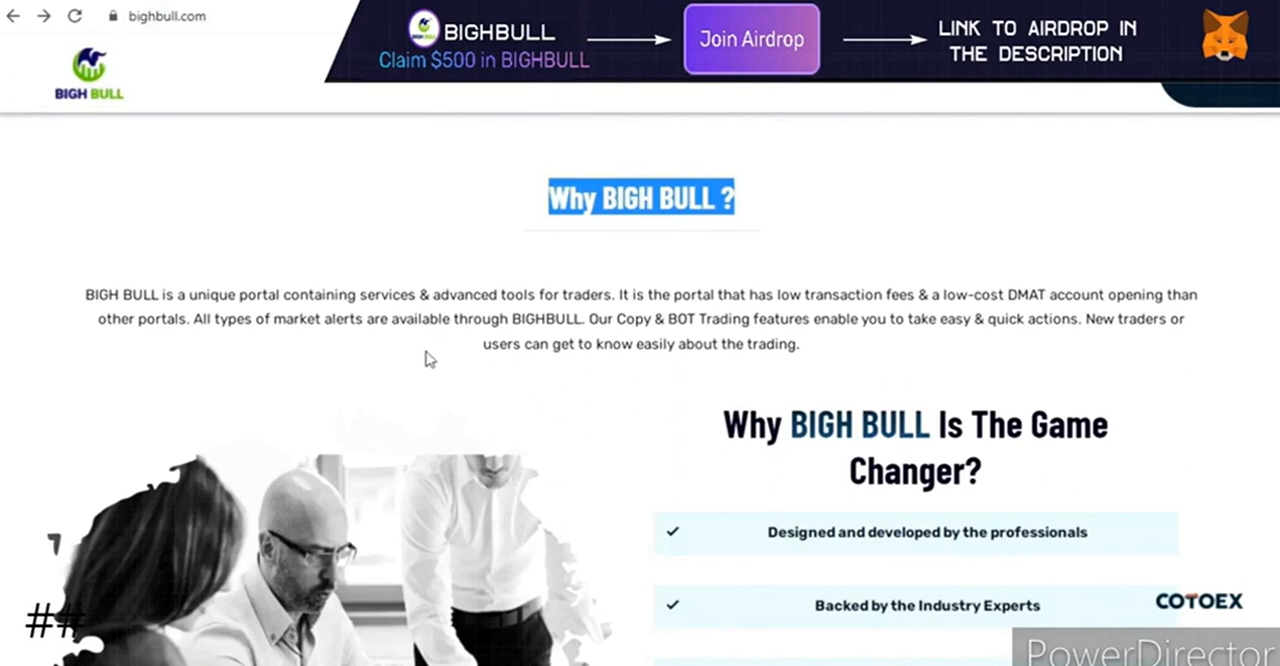 bighbull.com
BIGHBULL
Claim $500 in BIGHBULL
Join Airdrop
LINK TO AIRDROP IN
THE DESCRIPTION
BIGH BULL
Why BIGH BULL ?
BIGH BULL is a unique portal containing services & advanced tools for traders. It is the portal that has low transaction fees & a low-cost DMAT account opening than
other portals. All types of market alerts are available through BIGHBULL. Our Copy & BOT Trading features enable you to take easy & quick actions. New traders or
users can get to know easily about the trading.
Why BIGH BULL Is The Game
Changer?
Designed and developed by the professionals
Backed by the Industry Experts
COTOEX
##
PowerDirector